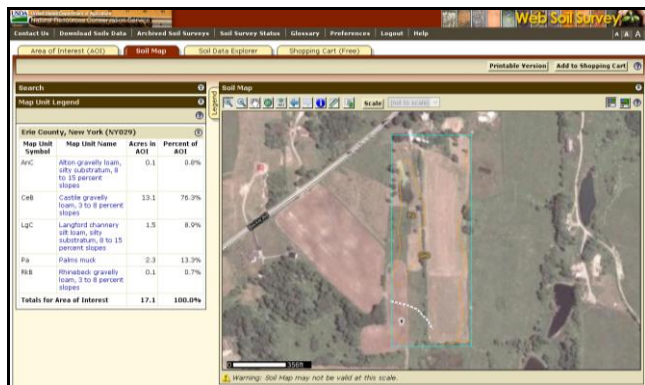 USDA United States Department of Agriculture
Natural Resources Conservation Service
Web Soil Survey
Contact Us | Download Soils Data | Archived Soil Surveys | Soil Survey Status | Glossary | Preferences | Logout | Help
A A A
Area of Interest (AOI)
Soil Map
Soil Data Explorer
Shopping Cart (Free)
Printable Version
Add to Shopping Cart
Search
Map Unit Legend
Erie County, New York (NY029)
Map Unit Symbol
Map Unit Name
Acres in AOI
Percent of AOI
AnC
Alton gravelly loam,
silty substratum, 8
to 15 percent
slopes
0.1
0.8%
CeB
Castile gravelly
loam, 3 to 8 percent
slopes
13.1
76.3%
LgC
Langford channery
silt loam, silty
substratum, 8 to 15
percent slopes
1.5
8.9%
Pa
Palms muck
2.3
13.3%
RkB
Rhinebeck gravelly
loam, 3 to 8 percent
slopes
0.1
0.7%
Totals for Area of Interest
17.1
100.0%
Legend
Soil Map
Scale
(not to scale)
0
356ft
Warning: Soil Map may not be valid at this scale.